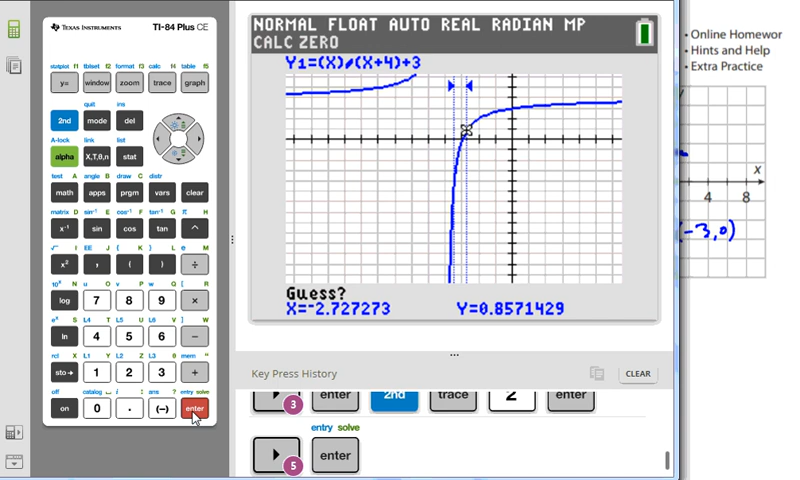 TEXAS INSTRUMENTS
TI-84 Plus CE
statplot f1 tblset f2 format f3 calc f4 table f5
y= window zoom trace graph
quit ins
2nd mode del
A-lock link list
alpha X,T,θ,n stat
test A angle B draw C distr
math apps prgm vars clear
matrix D sin⁻¹ E cos⁻¹ F tan⁻¹ G π H
x⁻¹ sin cos tan ^
√ I EE J { K } L e M
x² , ( ) ÷
10ˣ N u O v P w Q [ R
log 7 8 9 ×
eˣ S L4 T L5 U L6 V ] W
ln 4 5 6 −
rcl X L1 Y L2 Z L3 θ mem "
sto→ 1 2 3 +
off catalog i : ans ? entry solve
on 0 . (−) enter
NORMAL FLOAT AUTO REAL RADIAN MP
CALC ZERO
Y1=(X)/(X+4)+3
Guess?
X=-2.727273 Y=0.8571429
Key Press History
CLEAR
3 enter 2nd trace 2 enter
entry solve
5 enter
• Online Homewor
• Hints and Help
• Extra Practice
y
x
4 8
(-3,0)